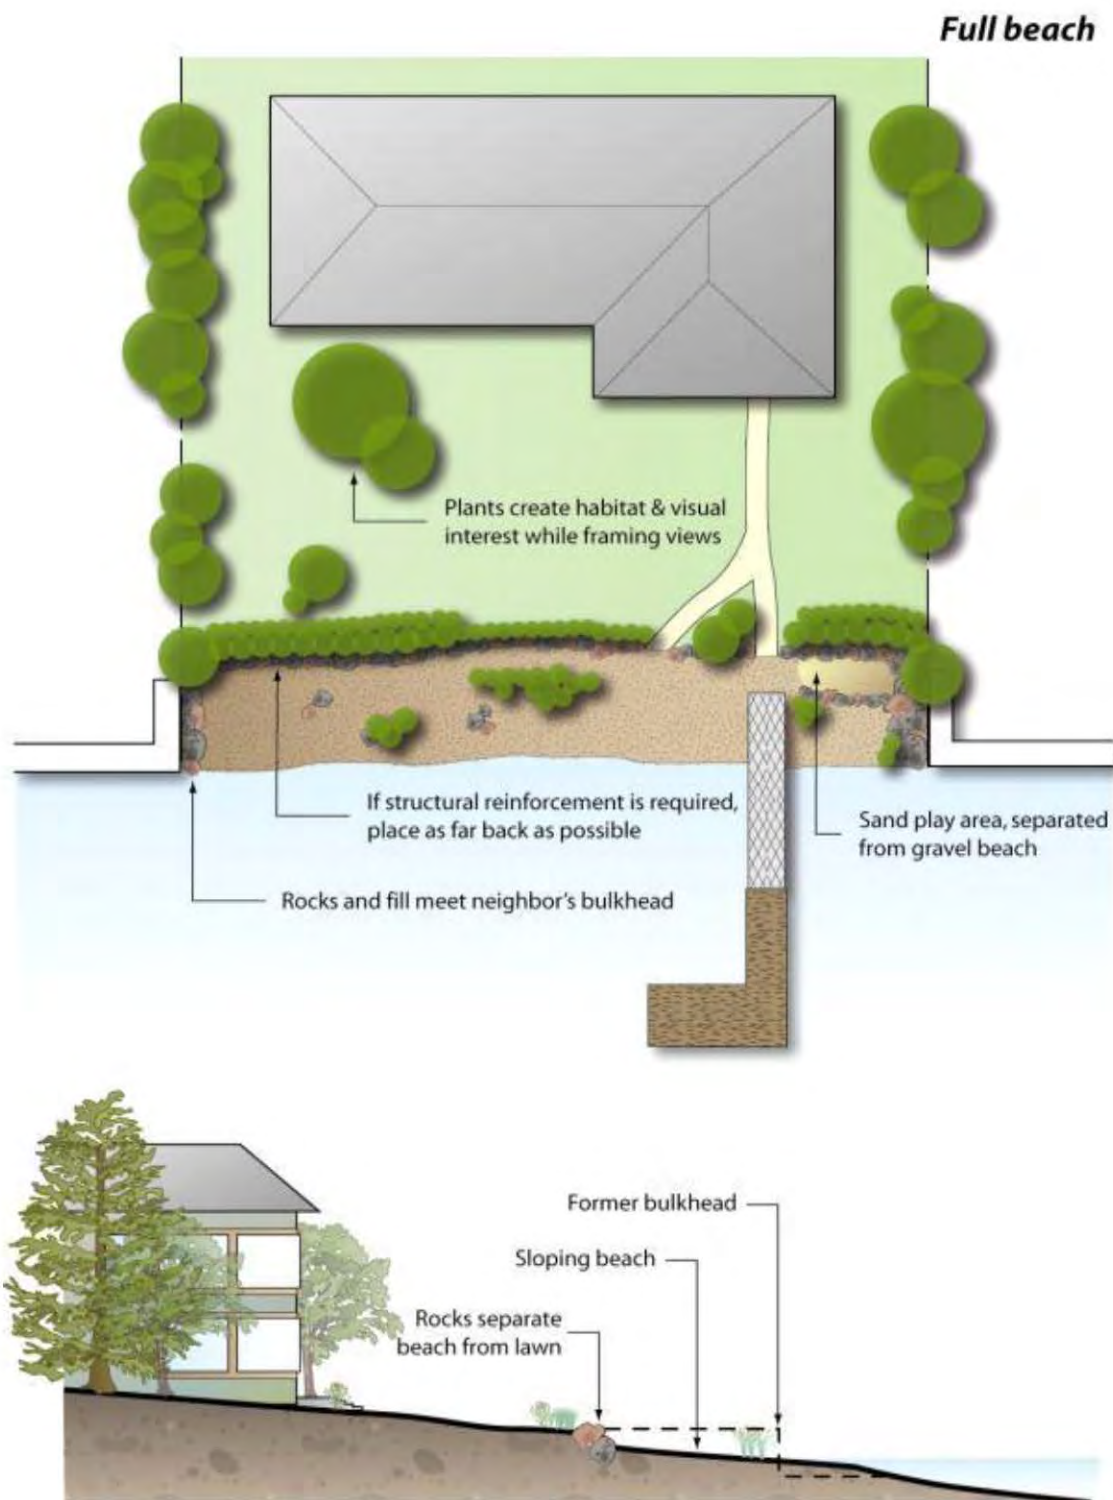 Full beach
Plants create habitat & visual
interest while framing views
If structural reinforcement is required,
place as far back as possible
Sand play area, separated
from gravel beach
Rocks and fill meet neighbor's bulkhead
Former bulkhead
Sloping beach
Rocks separate
beach from lawn